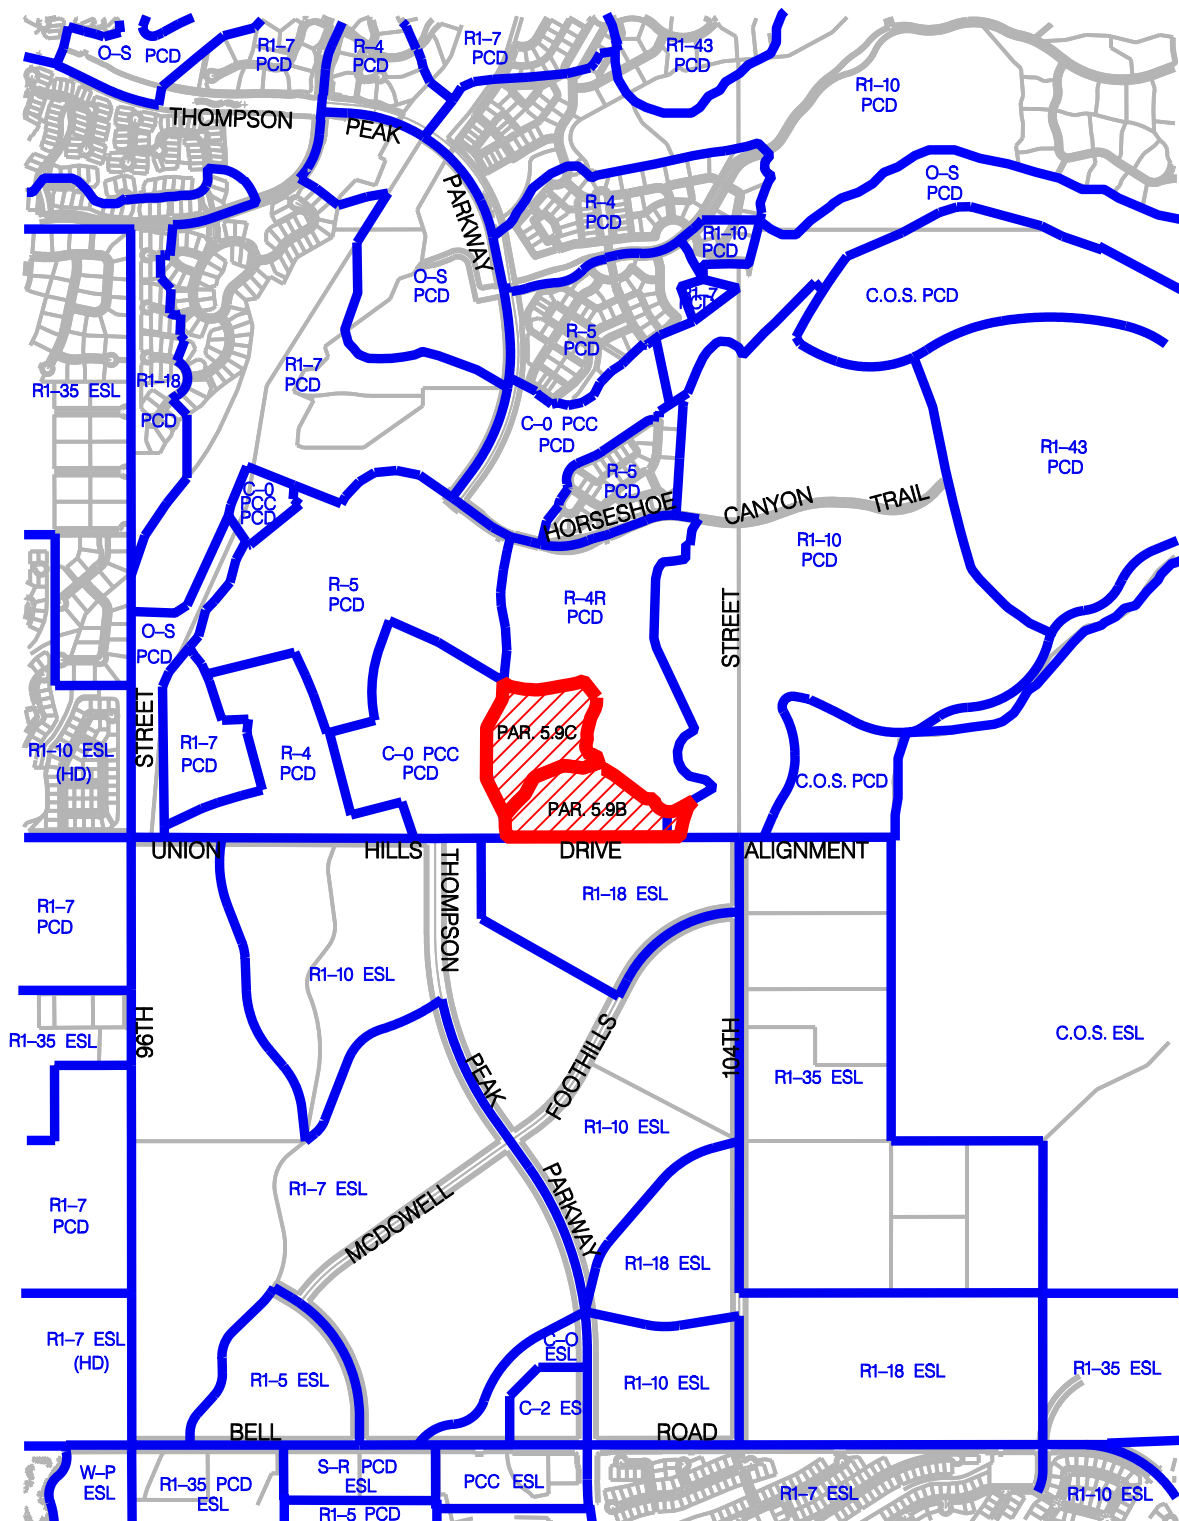 O–S
PCD
R1–7
PCD
R–4
PCD
R1–7
PCD
R1–43
PCD
R1–10
PCD
THOMPSON
PEAK
PARKWAY
O–S
PCD
R–4
PCD
R1–10
PCD
O–S
PCD
R1–7
PCD
C.O.S. PCD
R–5
PCD
R1–35 ESL
R1–18
PCD
R1–7
PCD
C–0 PCC
PCD
R1–43
PCD
C–0
PCC
PCD
R–5
PCD
HORSESHOE
CANYON
TRAIL
R1–10
PCD
R–5
PCD
R–4R
PCD
STREET
O–S
PCD
STREET
R1–10 ESL
(HD)
R1–7
PCD
R–4
PCD
C–0 PCC
PCD
PAR. 5.9C
PAR. 5.9B
C.O.S. PCD
UNION
HILLS
DRIVE
ALIGNMENT
THOMPSON
R1–18 ESL
R1–7
PCD
R1–10 ESL
96TH
R1–35 ESL
FOOTHILLS
104TH
C.O.S. ESL
R1–35 ESL
PEAK
R1–10 ESL
R1–7 ESL
R1–7
PCD
MCDOWELL
PARKWAY
R1–18 ESL
R1–7 ESL
(HD)
C–O
ESL
R1–5 ESL
R1–10 ESL
R1–18 ESL
R1–35 ESL
C–2 ES
BELL
ROAD
W–P
ESL
R1–35 PCD
ESL
S–R PCD
ESL
PCC ESL
R1–7 ESL
R1–10 ESL
R1–5 PCD